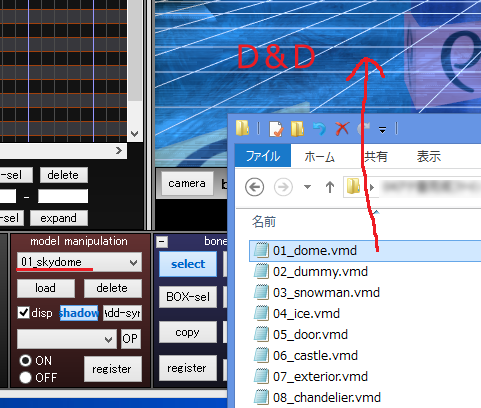 D&D
-sel
delete
-
-sel
expand
camera
b
ファイル
ホーム
共有
表示
名前
01_dome.vmd
02_dummy.vmd
03_snowman.vmd
04_ice.vmd
05_door.vmd
06_castle.vmd
07_exterior.vmd
08_chandelier.vmd
model manipulation
01_skydome
load
delete
disp
shadow
Add-syn
OP
ON
OFF
register
bone
select
BOX-sel
copy
register